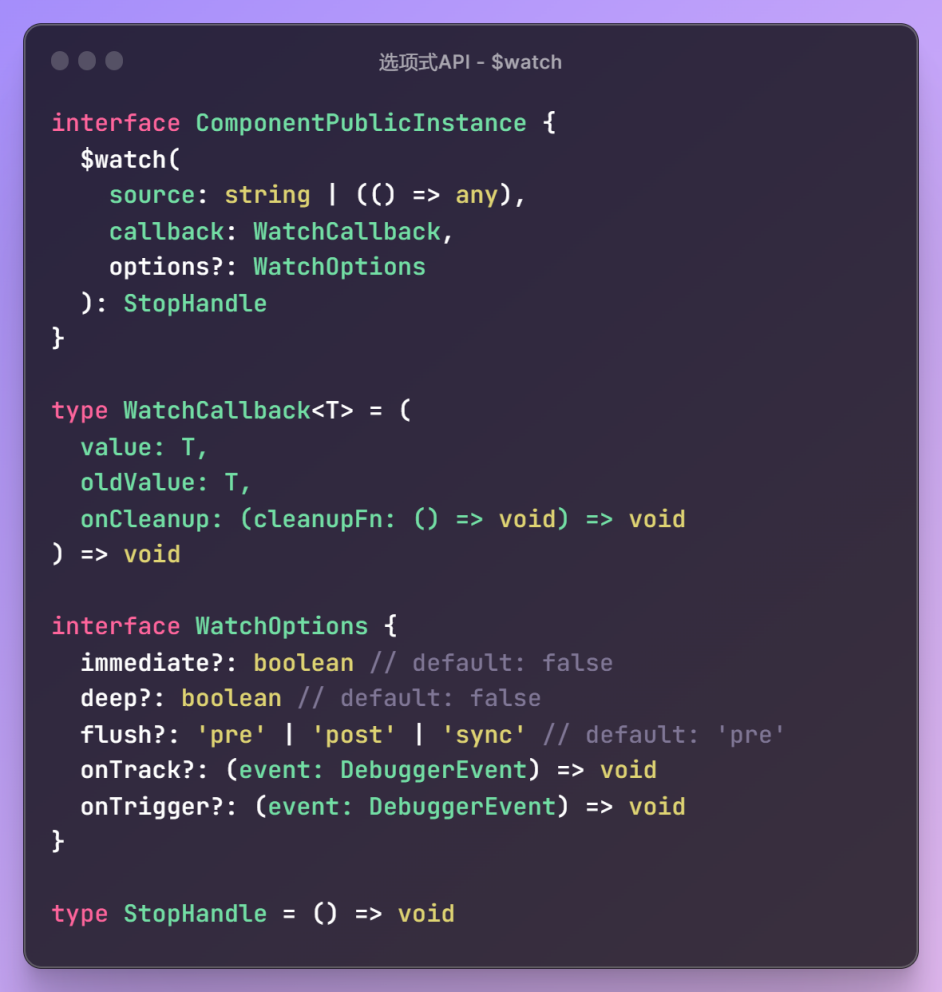 选项式API - $watch
interface ComponentPublicInstance {
  $watch(
    source: string | (() => any),
    callback: WatchCallback,
    options?: WatchOptions
  ): StopHandle
}

type WatchCallback<T> = (
  value: T,
  oldValue: T,
  onCleanup: (cleanupFn: () => void) => void
) => void

interface WatchOptions {
  immediate?: boolean // default: false
  deep?: boolean // default: false
  flush?: 'pre' | 'post' | 'sync' // default: 'pre'
  onTrack?: (event: DebuggerEvent) => void
  onTrigger?: (event: DebuggerEvent) => void
}

type StopHandle = () => void